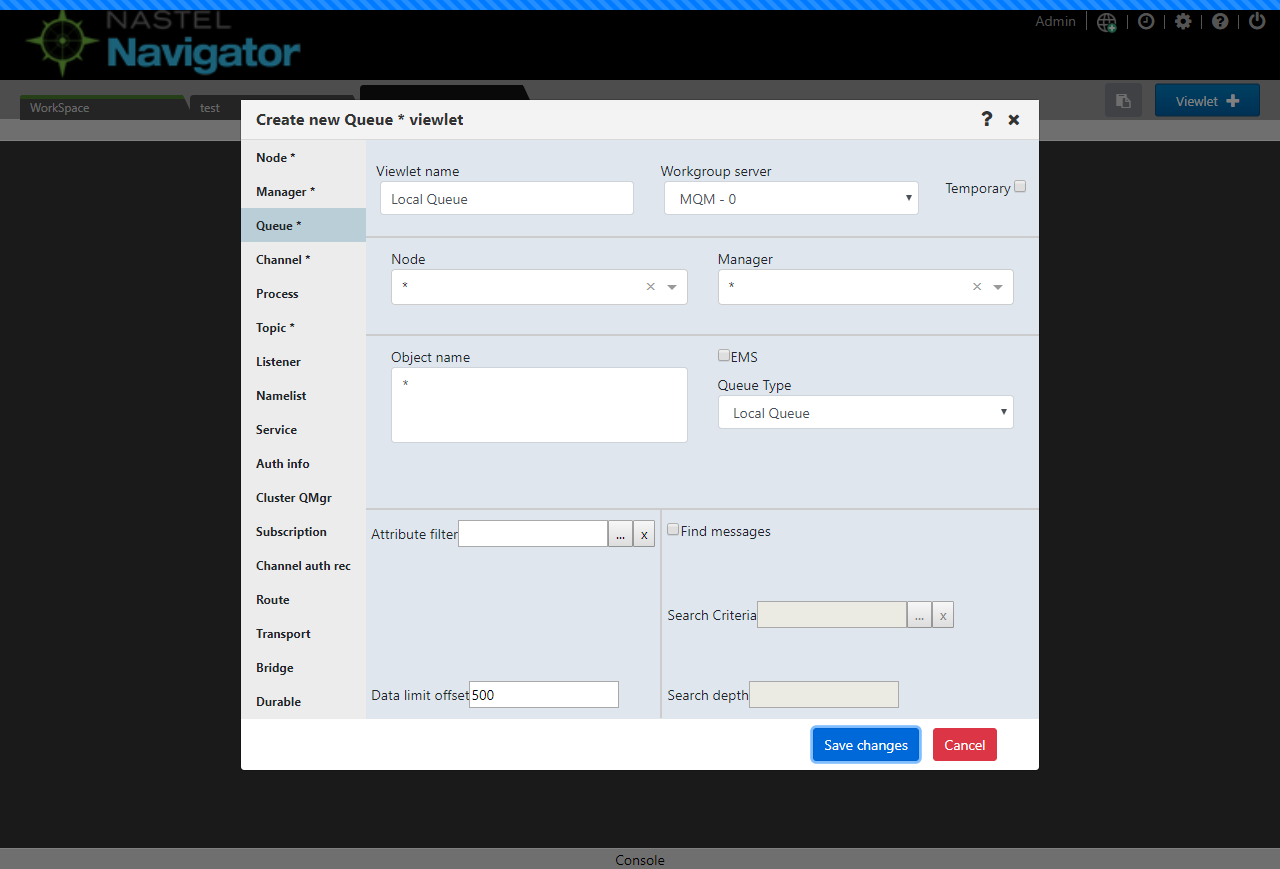 NASTEL
Navigator
Admin
WorkSpace
test
Viewlet
Create new Queue * viewlet
?
Node *
Manager *
Queue *
Channel *
Process
Topic *
Listener
Namelist
Service
Auth info
Cluster QMgr
Subscription
Channel auth rec
Route
Transport
Bridge
Durable
Viewlet name
Workgroup server
Local Queue
MQM - 0
Temporary
Node
Manager
*
*
Object name
*
EMS
Queue Type
Local Queue
Attribute filter
...
x
Find messages
Search Criteria
...
x
Data limit offset
500
Search depth
Save changes
Cancel
Console